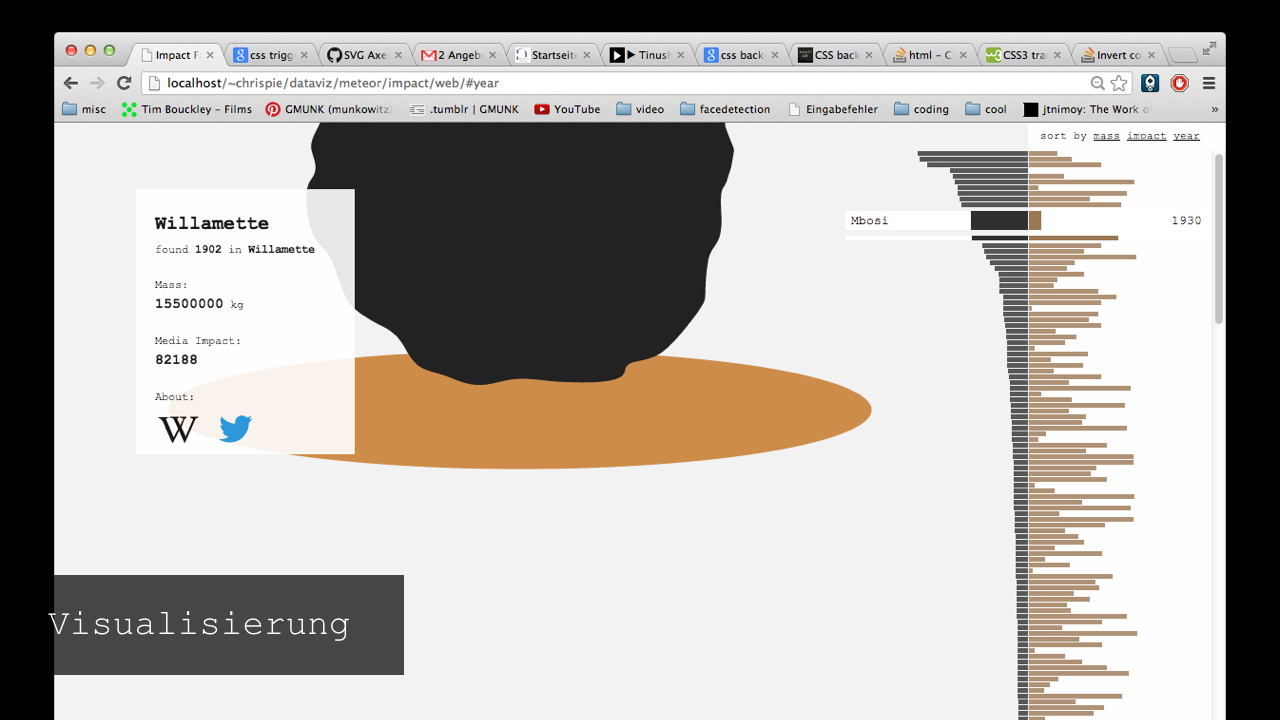 Impact F
css trigg
SVG Axe
2 Angeb
Startseit
▶ Tinush
css back
CSS back
html - C
CSS3 tra
Invert co
localhost/~chrispie/dataviz/meteor/impact/web/#year
misc
Tim Bouckley – Films
GMUNK (munkowitz)
.tumblr | GMUNK
YouTube
video
facedetection
Eingabebefehler
coding
cool
jtnimoy: The Work o
»
sort by mass impact year
Willamette
found 1902 in Willamette
Mass:
15500000 kg
Media Impact:
82188
About:
W
Mbosi
1930
Visualisierung